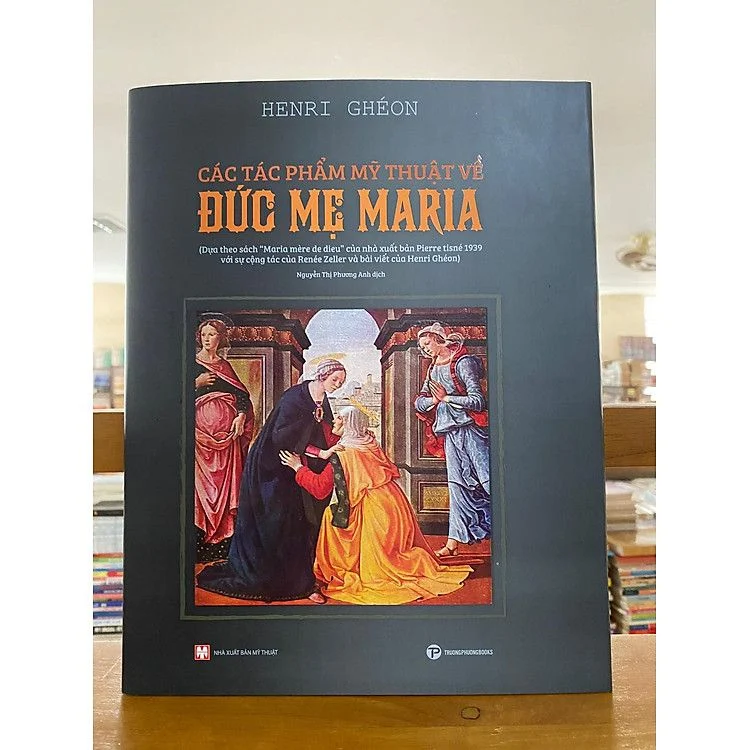 HENRI GHÉON
CÁC TÁC PHẨM MỸ THUẬT VỀ
ĐỨC MẸ MARIA
(Dựa theo sách "Maria mère de dieu" của nhà xuất bản Pierre tisné 1939
với sự cộng tác của Renée Zeller và bài viết của Henri Ghéon)
Nguyễn Thị Phương Anh dịch
NHÀ XUẤT BẢN MỸ THUẬT
TP
TRUONGPHUONGBOOKS